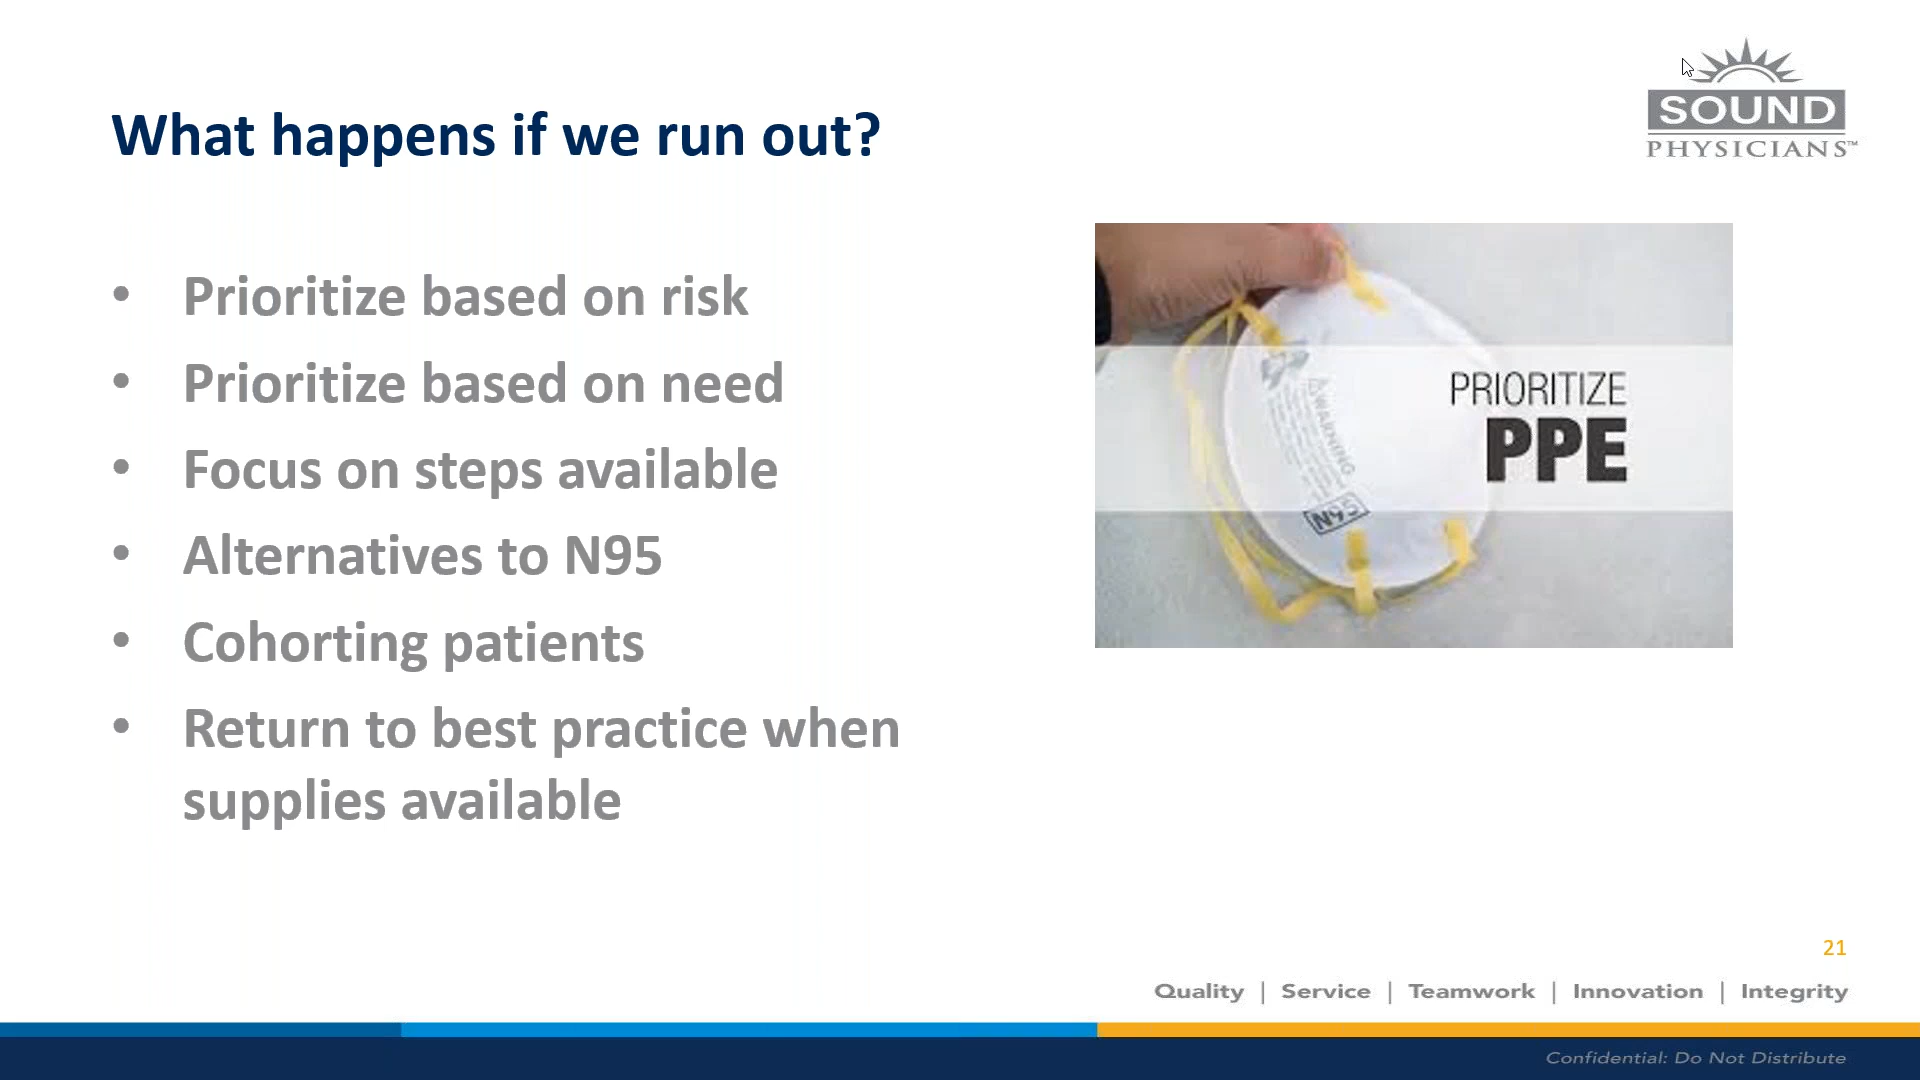 What happens if we run out?
SOUND
PHYSICIANS™
• Prioritize based on risk
• Prioritize based on need
• Focus on steps available
• Alternatives to N95
• Cohorting patients
• Return to best practice when
supplies available
WARNING
N95
PRIORITIZE
PPE
21
Quality | Service | Teamwork | Innovation | Integrity
Confidential: Do Not Distribute